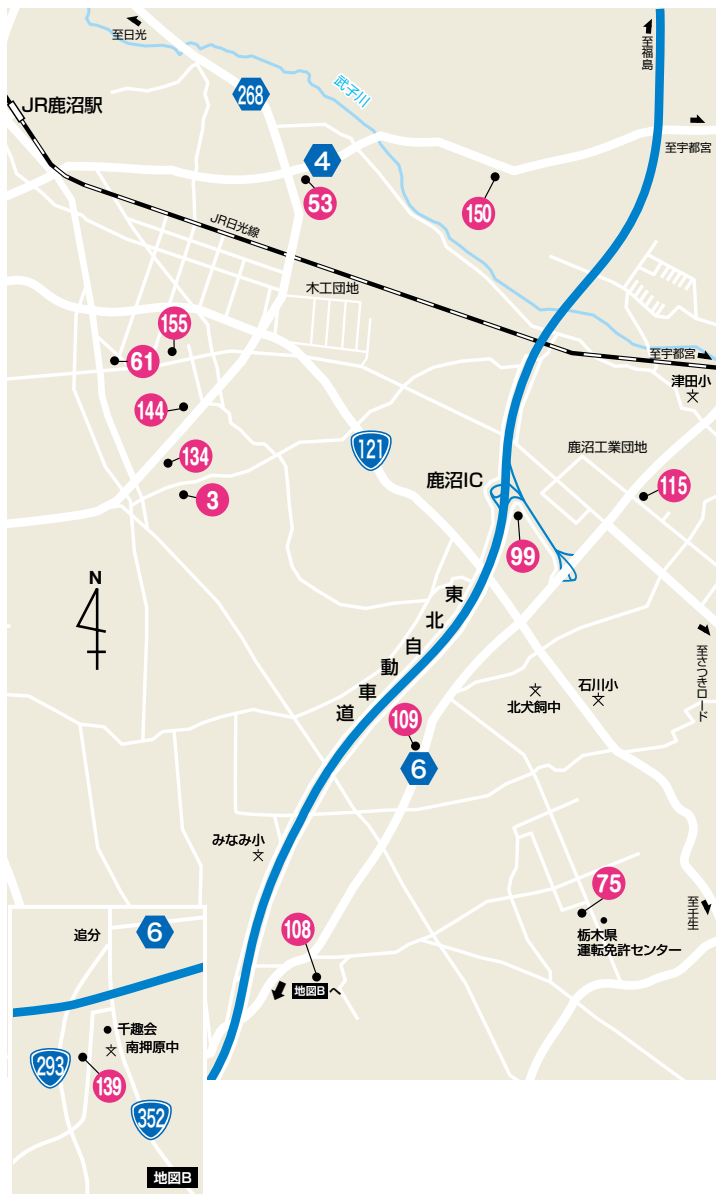 至日光
至福島
武子川
268
JR鹿沼駅
至宇都宮
4
53
150
JR日光線
木工団地
155
至宇都宮
61
津田小
文
144
121
鹿沼工業団地
134
鹿沼IC
115
3
99
N
東北自動車道
至さつきロード
石川小
文
北犬飼中
文
109
6
みなみ小
文
75
至壬生
108
栃木県
運転免許センター
地図Bへ
追分
6
千趣会
文 南押原中
293
139
352
地図B